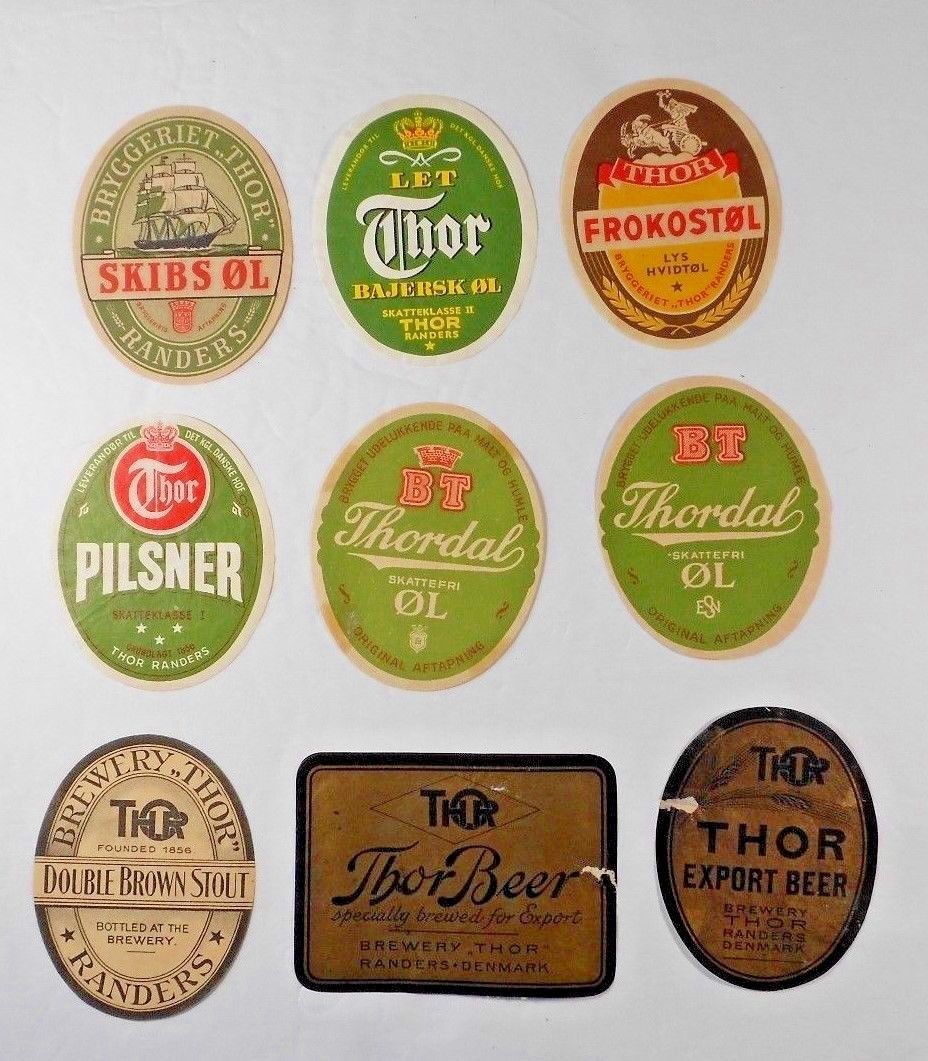 BRYGGERIET „THOR"
SKIBS ØL
BRYGGERIETS AFTAPNING
RANDERS
LEVERANDØR TIL DET KGL. DANSKE HOF
LET
Thor
BAJERSK ØL
SKATTEKLASSE II
THOR
RANDERS
THOR
FROKOSTØL
LYS
HVIDTØL
BRYGGERIET „THOR" RANDERS
LEVERANDØR TIL DET KGL. DANSKE HOF
Thor
PILSNER
SKATTEKLASSE I
GRUNDLAGT 1856
THOR RANDERS
BRYGGET UDELUKKENDE PAA MALT OG HUMLE
BT
Thordal
SKATTEFRI
ØL
ORIGINAL AFTAPNING
BRYGGET UDELUKKENDE PAA MALT OG HUMLE
BT
Thordal
-SKATTEFRI
ØL
ORIGINAL AFTAPNING
BREWERY „THOR"
THOR
FOUNDED 1856
DOUBLE BROWN STOUT
BOTTLED AT THE
BREWERY.
RANDERS
THOR
Thor Beer
specially brewed for Export
BREWERY „THOR"
RANDERS · DENMARK
THOR
THOR
EXPORT BEER
BREWERY
THOR
RANDERS
DENMARK